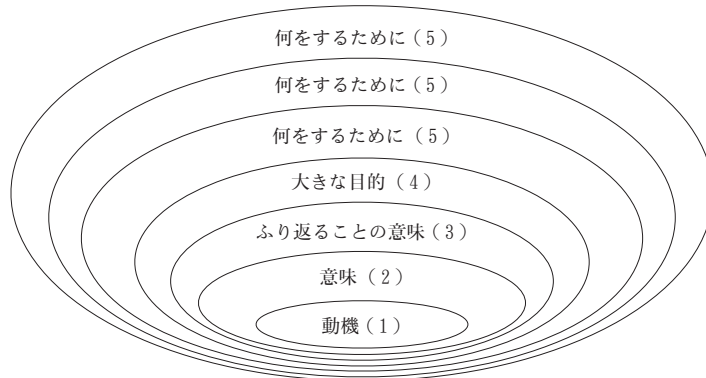 何をするために（5）
何をするために（5）
何をするために（5）
大きな目的（4）
ふり返ることの意味（3）
意味（2）
動機（1）